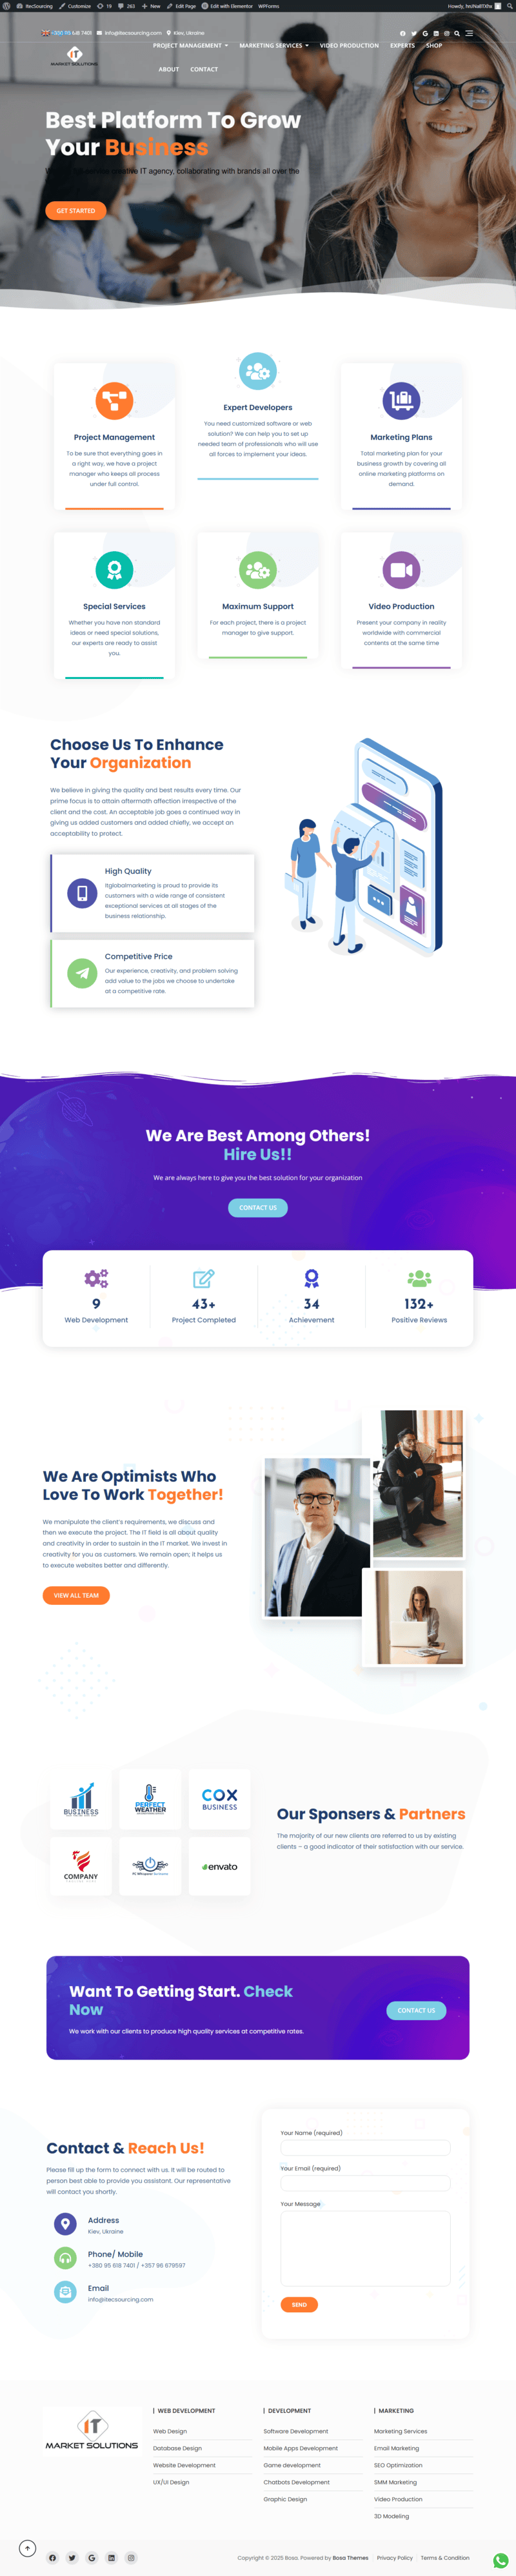 RecSourcing Customize 19 263 New Edit Page Edit with Elementor WPForms
info@itecsourcing.com Kiev, Ukraine
PROJECT MANAGEMENT MARKETING SERVICES VIDEO PRODUCTION EXPERTS SHOP
ABOUT CONTACT
IT
MARKET SOLUTIONS
Best Platform To Grow
Your Business
IT agency, collaborating with brands all over the
GET STARTED
Project Management
To be sure that everything goes in
a right way, we have a project
manager who keeps all process
under full control.
Expert Developers
You need customized software or web
solution? We can help you to set up
needed team of professionals who will use
all forces to implement your ideas.
Marketing Plans
Total marketing plan for your
business growth by covering all
online marketing platforms on
demand.
Special Services
Whether you have non standard
ideas or need special solutions,
our experts are ready to assist
you.
Maximum Support
For each project, there is a project
manager to give support.
Video Production
Present your company in reality
worldwide with commercial
contents at the same time
Choose Us To Enhance
Your Organization
We believe in giving the quality and best results every time. Our
prime focus is to attain aftermath affection irrespective of the
client and the cost. An acceptable job goes a continued way in
giving us added customers and added chiefly, we accept an
acceptability to protect.
High Quality
Itglobalmarketing is proud to provide its
customers with a wide range of consistent
exceptional services at all stages of the
business relationship.
Competitive Price
Our experience, creativity, and problem solving
add value to the jobs we choose to undertake
at a competitive rate.
We Are Best Among Others!
Hire Us!!
We are always here to give you the best solution for your organization
CONTACT US
9
Web Development
43+
Project Completed
34
Achievement
132+
Positive Reviews
We Are Optimists Who
Love To Work Together!
We manipulate the client's requirements, we discuss and
then we execute the project. The IT field is all about quality
and creativity in order to sustain in the IT market. We invest in
creativity for you as customers. We remain open; it helps us
to execute websites better and differently.
VIEW ALL TEAM
BUSINESS
PERFECT
WEATHER
COX
BUSINESS
COMPANY
PC Whisperer
envato
Our Sponsers & Partners
The majority of our new clients are referred to us by existing
clients – a good indicator of their satisfaction with our service.
Want To Getting Start. Check
Now
We work with clients to produce high quality services at competitive rates.
CONTACT US
Contact & Reach Us!
Please fill up the form to connect with us. It will be routed to
person best able to provide you assistant. Our representative
will contact you shortly.
Address
Kiev, Ukraine
Phone/ Mobile
+380 95 618 7401 / +357 96 679597
Email
info@itecsourcing.com
Your Name (required)
Your Email (required)
Your Message
SEND
IT
MARKET SOLUTIONS
WEB DEVELOPMENT
Web Design
Database Design
Website Development
UX/UI Design
DEVELOPMENT
Software Development
Mobile Apps Development
Game development
Chatbots Development
Graphic Design
MARKETING
Marketing Services
Email Marketing
SEO Optimization
SMM Marketing
Video Production
3D Modeling
Copyright © 2025 Bosa. Powered by Bosa Themes Privacy Policy Terms & Condition